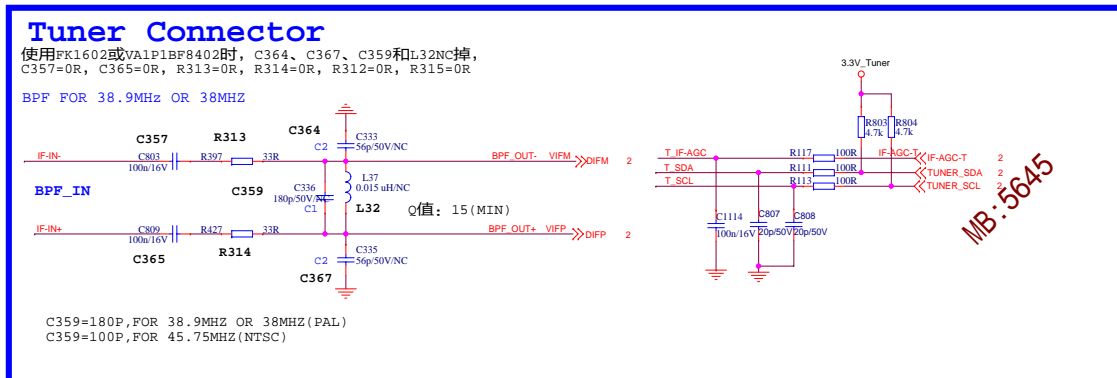 Tuner Connector
使用FK1602或VA1P1BF8402时, C364、C367、C359和L32NC掉,
C357=0R, C365=0R, R313=0R, R314=0R, R312=0R, R315=0R
BPF FOR 38.9MHz OR 38MHZ
3.3V_Tuner
C357
R313
C364
C333
C2
56p/50V/NC
IF-IN-
C803
100n/16V
R397
33R
BPF_OUT-
VIFM
DIFM
2
BPF_IN
C359
C336
180p/50V/NC
C1
L37
0.015 uH/NC
L32
Q值: 15(MIN)
IF-IN+
C809
100n/16V
R427
33R
BPF_OUT+
VIFP
DIFP
2
C365
R314
C2
C335
56p/50V/NC
C367
R803
4.7k
R804
4.7k
T_IF-AGC
R117
100R
IF-AGC-T
IF-AGC-T
2
T_SDA
R111
100R
TUNER_SDA
2
T_SCL
R113
100R
TUNER_SCL
2
C1114
100n/16V
C807
20p/50V
C808
20p/50V
MB:5645
C359=180P,FOR 38.9MHZ OR 38MHZ(PAL)
C359=100P,FOR 45.75MHZ(NTSC)